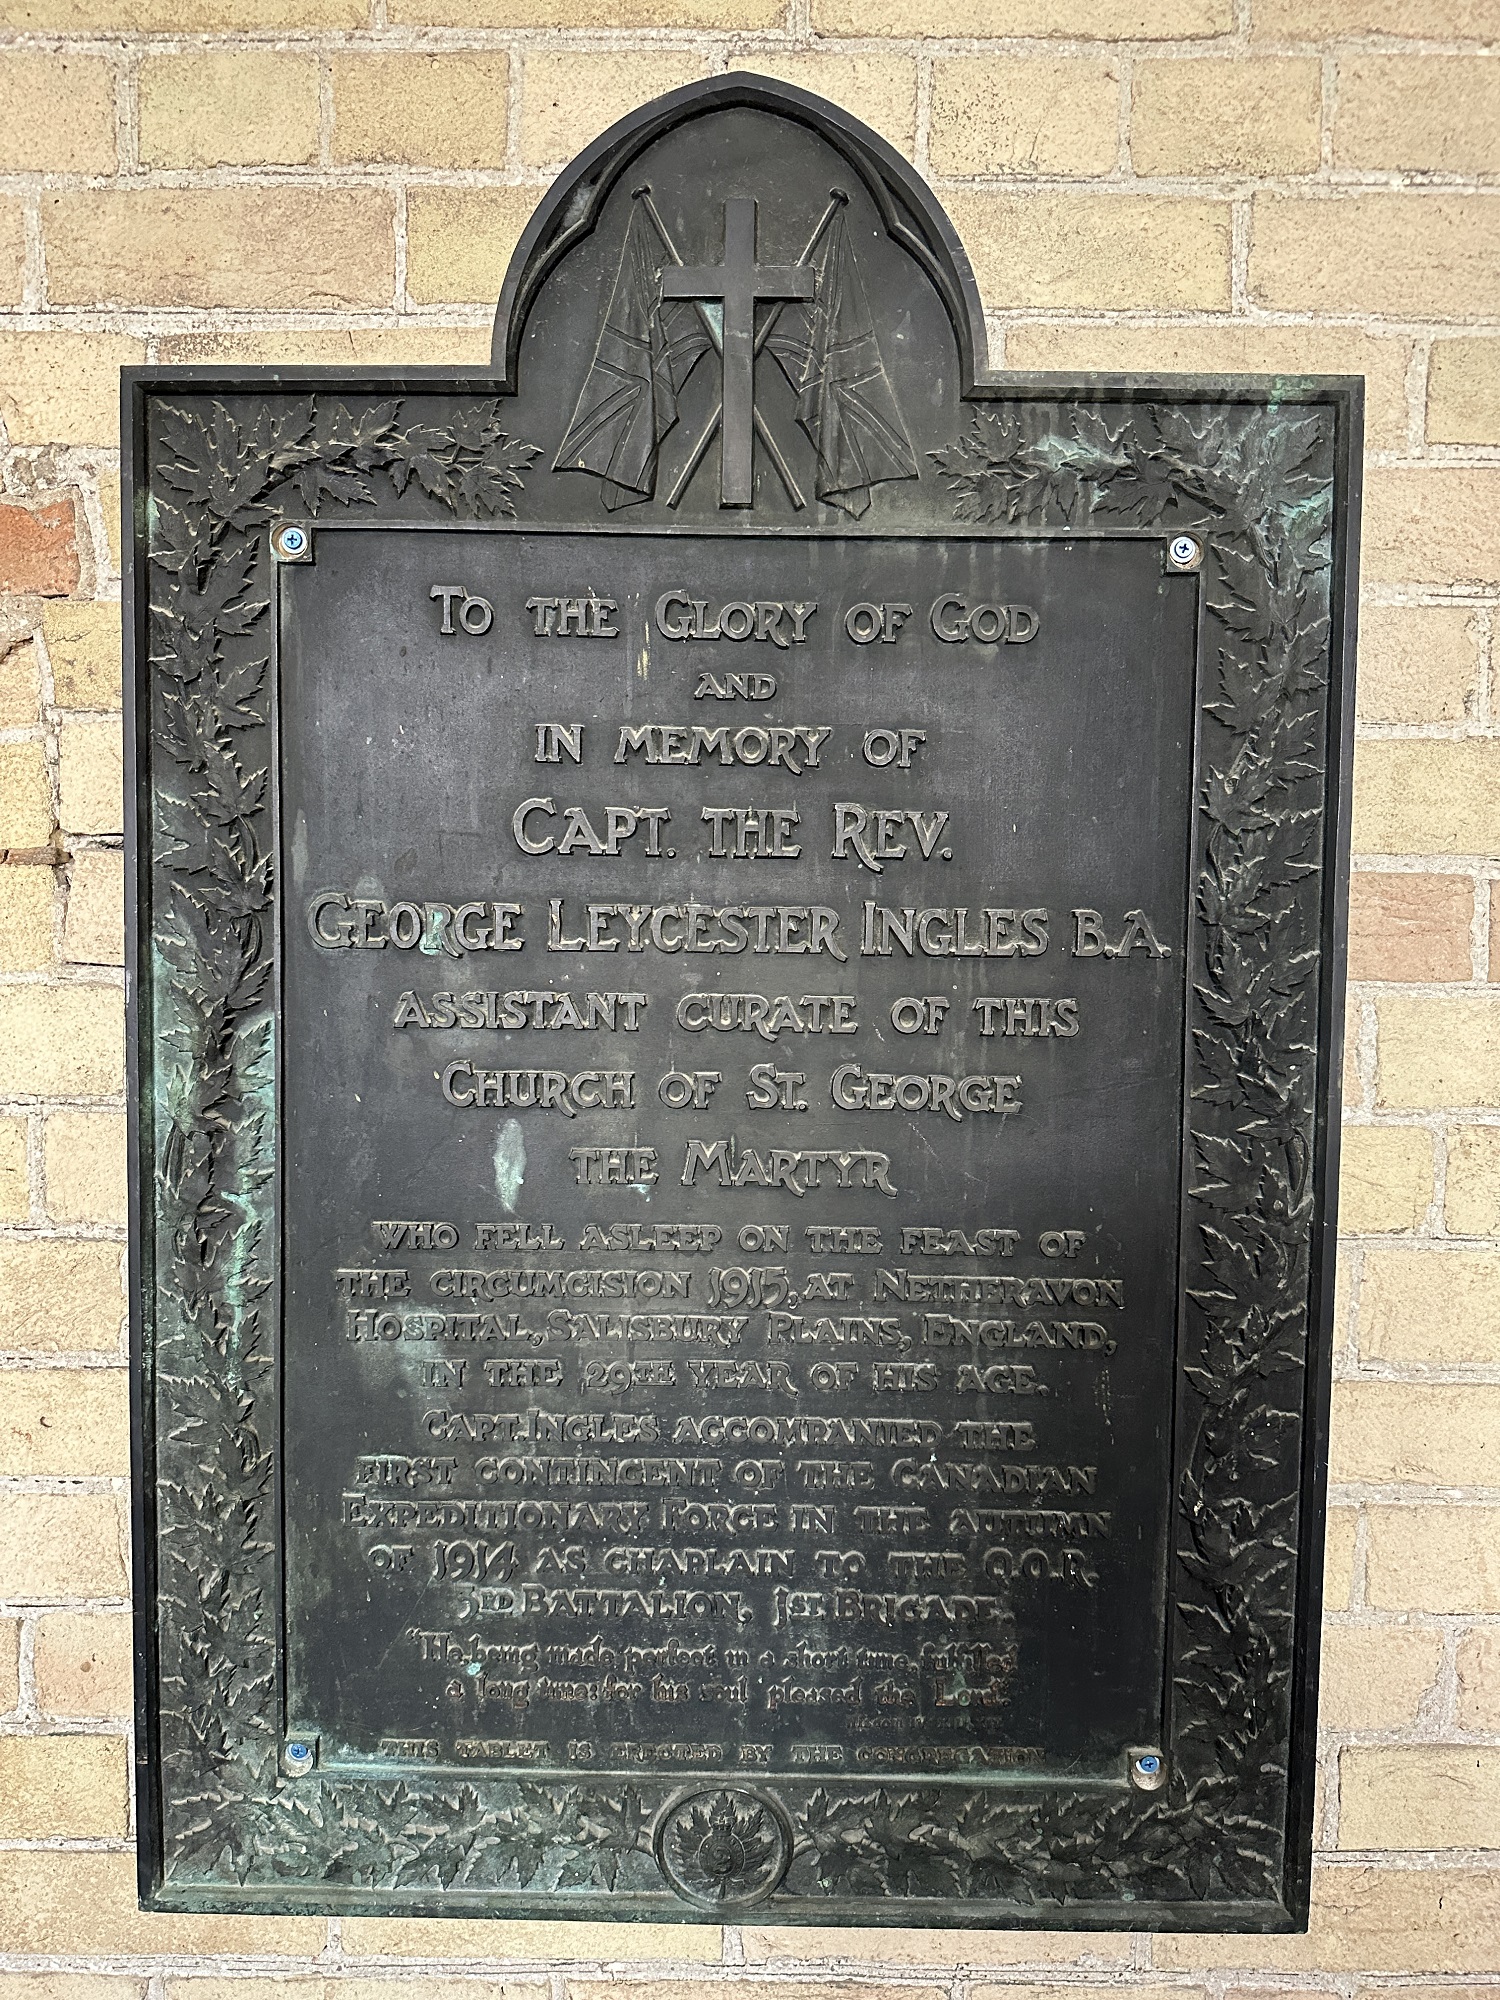 To the Glory of God
and
in memory of
Capt. the Rev.
George Leycester Ingles B.A.
assistant curate of this
Church of St. George
the Martyr
who fell asleep on the feast of
the circumcision 1915, at Netheravon
Hospital, Salisbury Plains, England,
in the 29th year of his age.
Capt. Ingles accompanied the
first contingent of the Canadian
Expeditionary Force in the autumn
of 1914 as chaplain to the Q.O.R.
3rd Battalion, 1st Brigade.
"He being made perfect in a short time, fulfilled
a long time: for his soul pleased the Lord.
this tablet is erected by the congregation